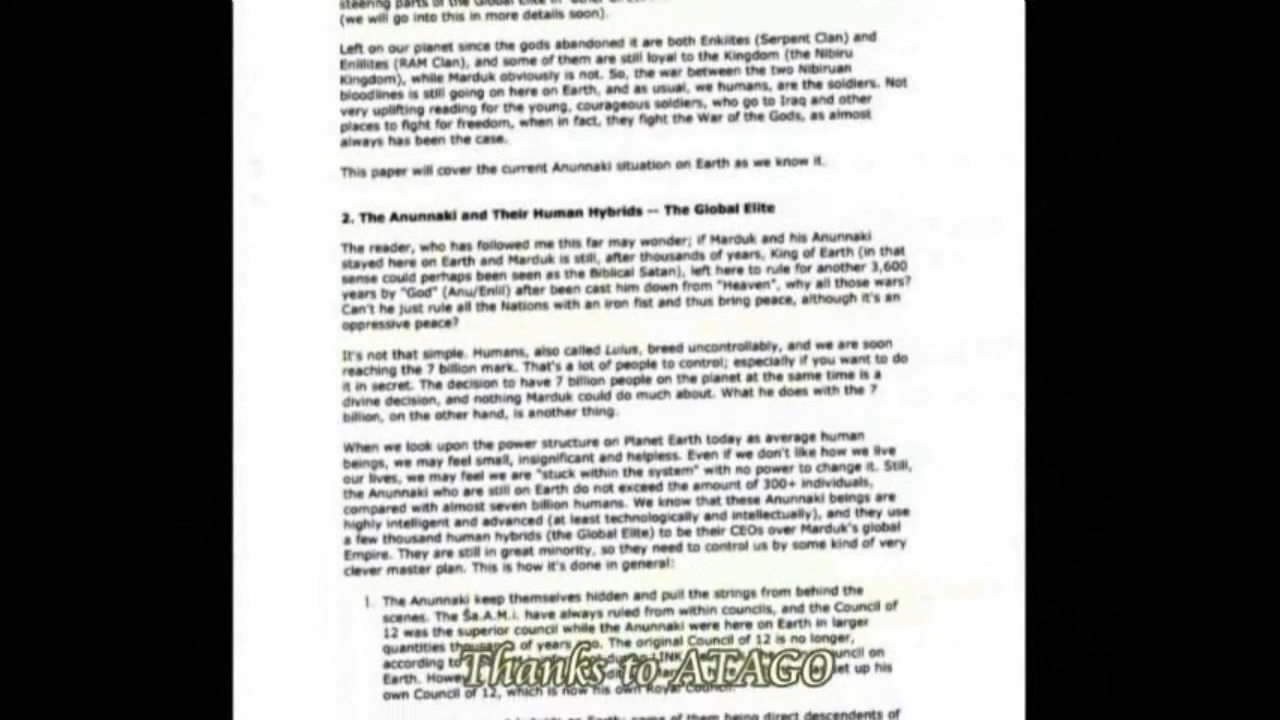 steering parts of the Global Elite in
(we will go into this in more details soon).
Left on our planet since the gods abandoned it are both Enkiites (Serpent Clan) and
Enlilites (RAM Clan), and some of them are still loyal to the Kingdom (the Nibiru
Kingdom), while Marduk obviously is not. So, the war between the two Nibiruan
bloodlines is still going on here on Earth, and as usual, we humans, are the soldiers. Not
very uplifting reading for the young, courageous soldiers, who go to Iraq and other
places to fight for freedom, when in fact, they fight the War of the Gods, as almost
always has been the case.
This paper will cover the current Anunnaki situation on Earth as we know it.
2. The Anunnaki and Their Human Hybrids -- The Global Elite
The reader, who has followed me this far may wonder; if Marduk and his Anunnaki
stayed here on Earth and Marduk is still, after thousands of years, King of Earth (in that
sense could perhaps been seen as the Biblical Satan), left here to rule for another 3,600
years by "God" (Anu/Enlil) after been cast him down from "Heaven", why all those wars?
Can't he just rule all the Nations with an iron fist and thus bring peace, although it's an
oppressive peace?
It's not that simple. Humans, also called Lulus, breed uncontrollably, and we are soon
reaching the 7 billion mark. That's a lot of people to control; especially if you want to do
it in secret. The decision to have 7 billion people on the planet at the same time is a
divine decision, and nothing Marduk could do much about. What he does with the 7
billion, on the other hand, is another thing.
When we look upon the power structure on Planet Earth today as average human
beings, we may feel small, insignificant and helpless. Even if we don't like how we live
our lives, we may feel we are "stuck within the system" with no power to change it. Still,
the Anunnaki who are still on Earth do not exceed the amount of 300+ individuals,
compared with almost seven billion humans. We know that these Anunnaki beings are
highly intelligent and advanced (at least technologically and intellectually), and they use
a few thousand human hybrids (the Global Elite) to be their CEOs over Marduk's global
Empire. They are still in great minority, so they need to control us by some kind of very
clever master plan. This is how it's done in general:
1. The Anunnaki keep themselves hidden and pull the strings from behind the
scenes. The Ša.A.M.i. have always ruled from within councils, and the Council of
12 was the superior council while the Anunnaki were here on Earth in larger
quantities thousands of years ago. The original Council of 12 is no longer,
according to LINK council on
Earth. set up his
own Council of 12, which is now his own Royal Council.
Thanks to ATAGO
hybrids on Earth; some of them being direct descendents of